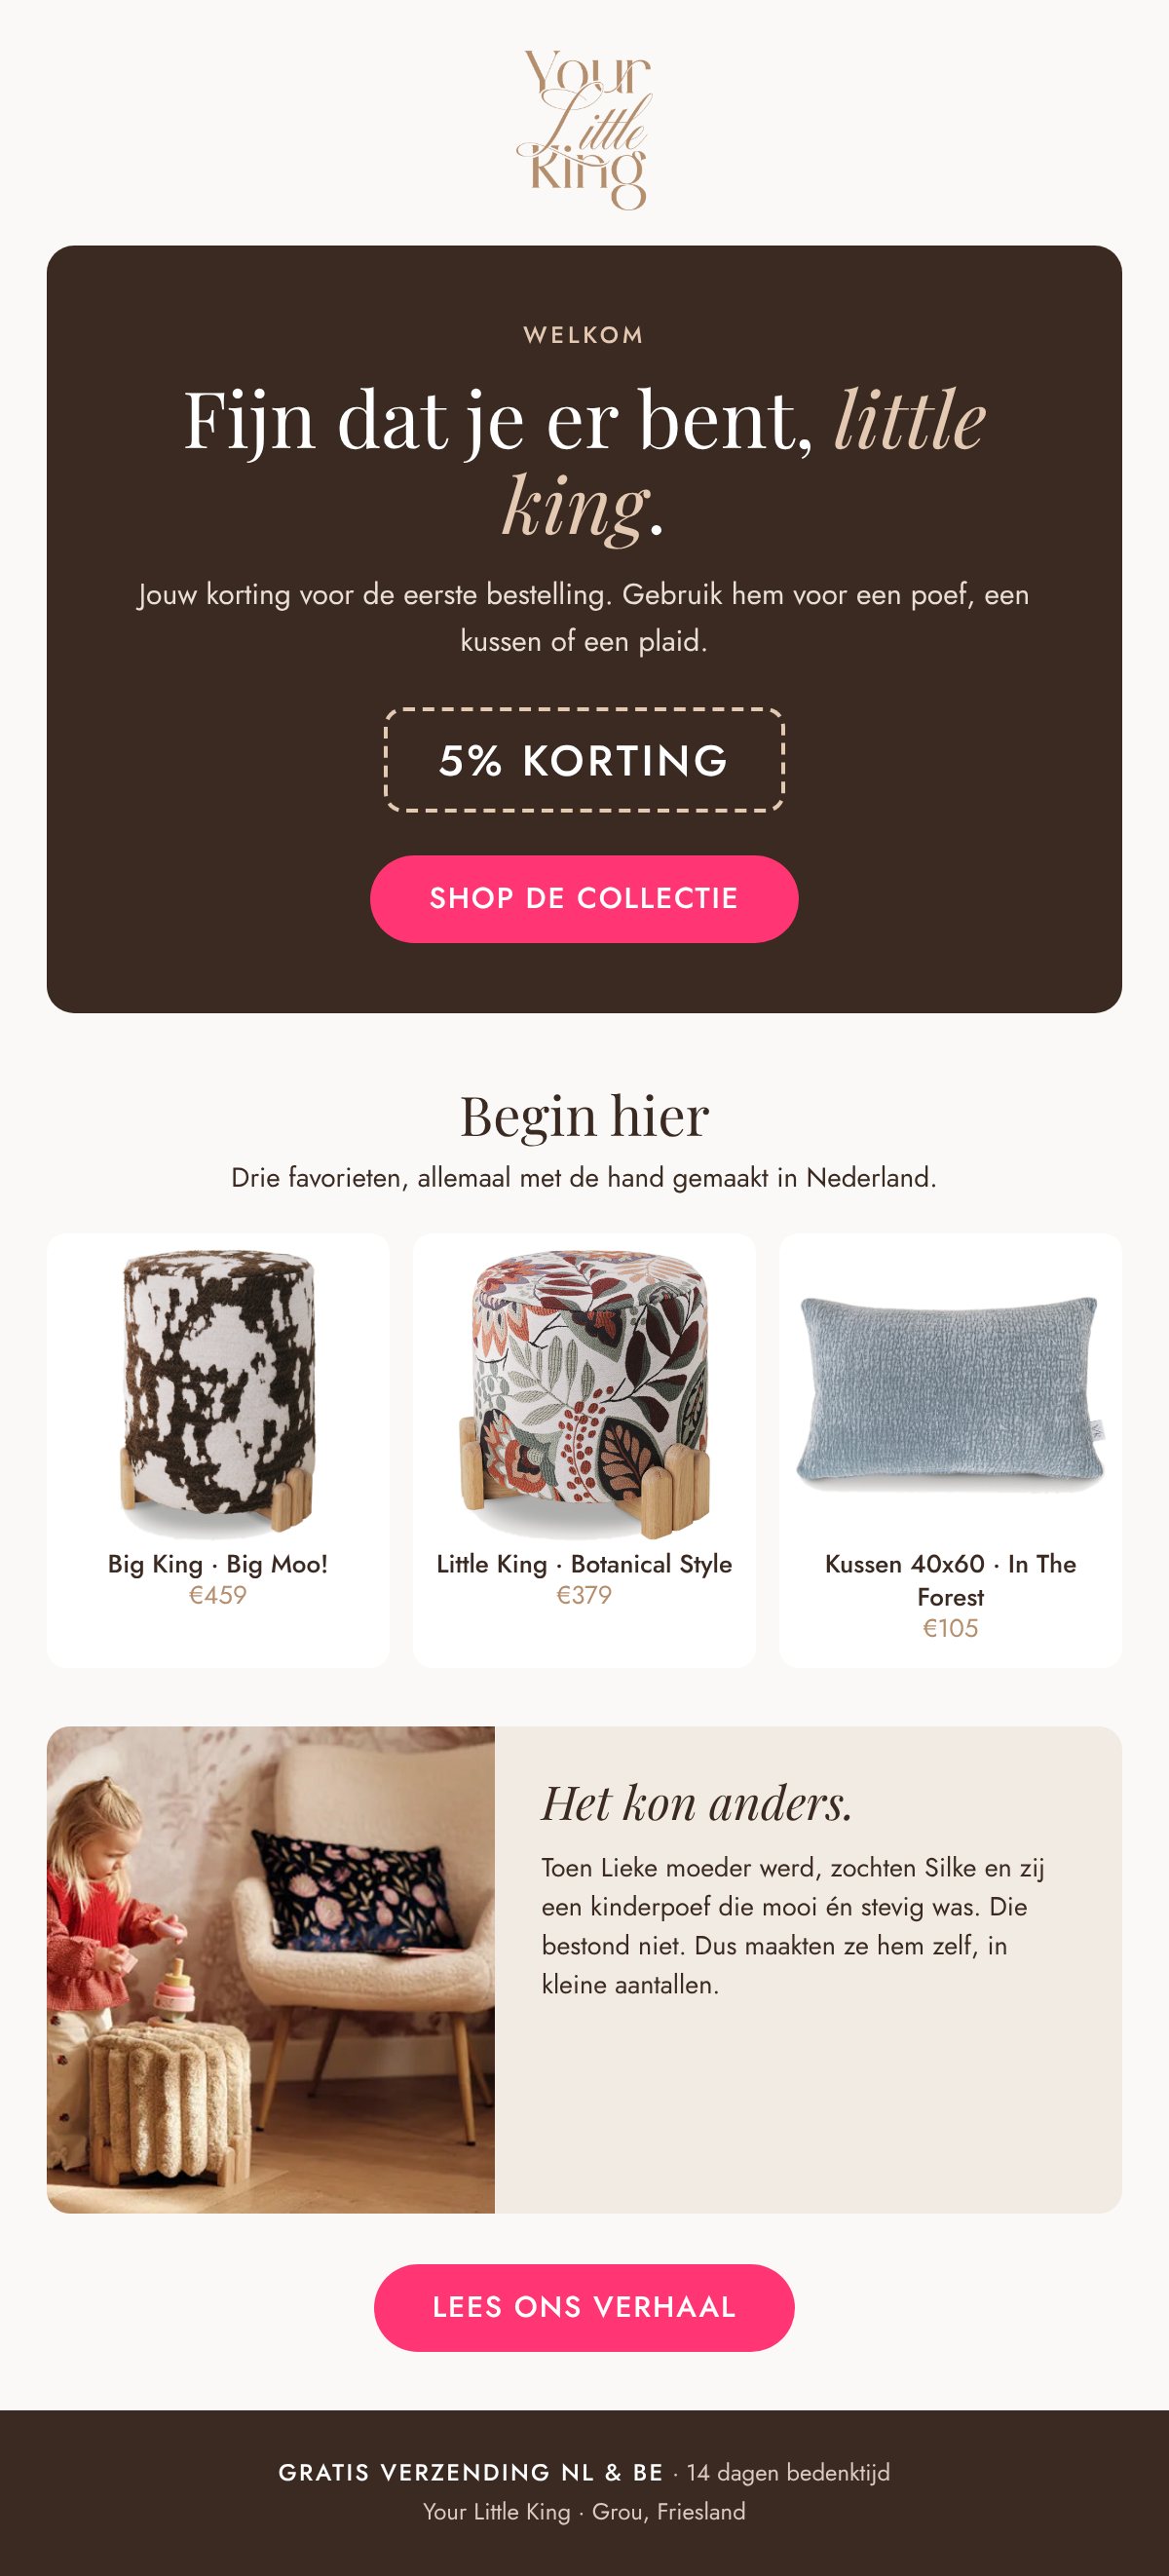 Your
Little
King
WELKOM
Fijn dat je er bent, little
king.
Jouw korting voor de eerste bestelling. Gebruik hem voor een poef, een
kussen of een plaid.
5% KORTING
SHOP DE COLLECTIE
Begin hier
Drie favorieten, allemaal met de hand gemaakt in Nederland.
Big King · Big Moo!
€459
Little King · Botanical Style
€379
Kussen 40x60 · In The
Forest
€105
Het kon anders.
Toen Lieke moeder werd, zochten Silke en zij
een kinderpoef die mooi én stevig was. Die
bestond niet. Dus maakten ze hem zelf, in
kleine aantallen.
LEES ONS VERHAAL
GRATIS VERZENDING NL & BE · 14 dagen bedenktijd
Your Little King · Grou, Friesland